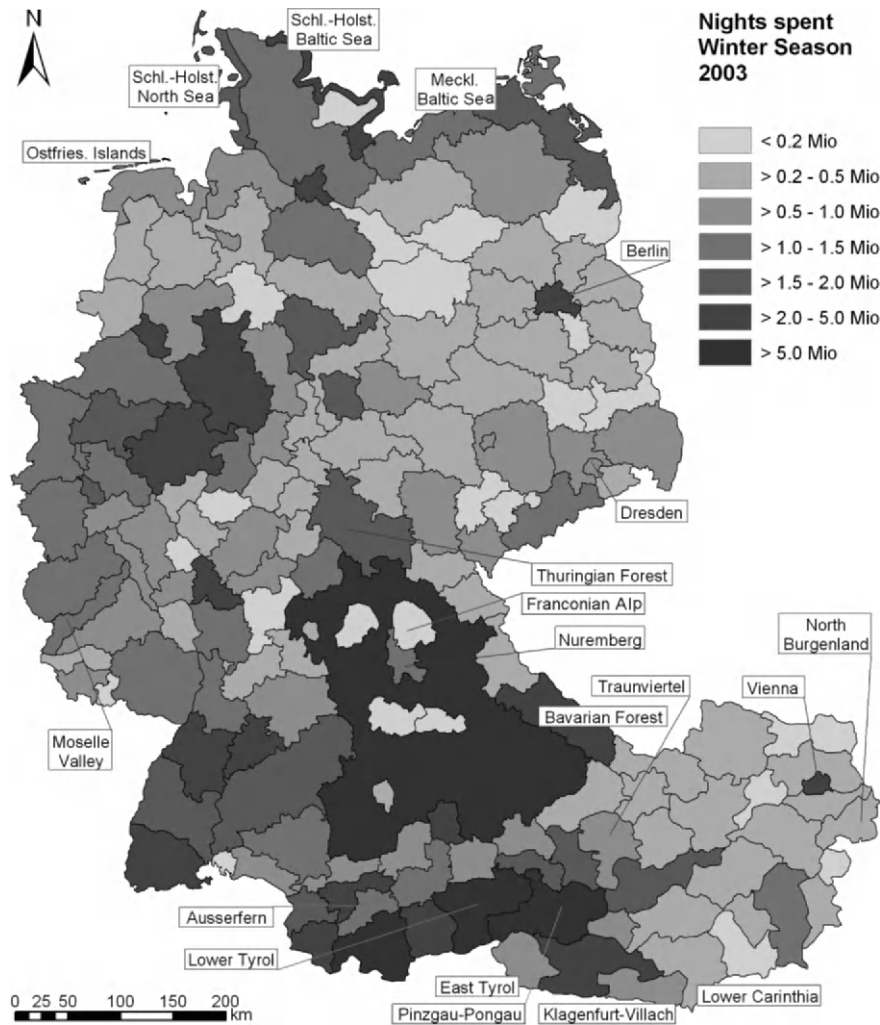 N
Schl.-Holst.
Baltic Sea
Schl.-Holst.
North Sea
Meckl.
Baltic Sea
Ostfries. Islands
Nights spent
Winter Season
2003
< 0.2 Mio
> 0.2 - 0.5 Mio
> 0.5 - 1.0 Mio
> 1.0 - 1.5 Mio
> 1.5 - 2.0 Mio
> 2.0 - 5.0 Mio
> 5.0 Mio
Berlin
Dresden
Thuringian Forest
Franconian Alp
Nuremberg
North
Burgenland
Traunviertel
Vienna
Bavarian Forest
Moselle
Valley
Ausserfern
Lower Tyrol
East Tyrol
Pinzgau-Pongau
Klagenfurt-Villach
Lower Carinthia
0 25 50 100 150 200
km